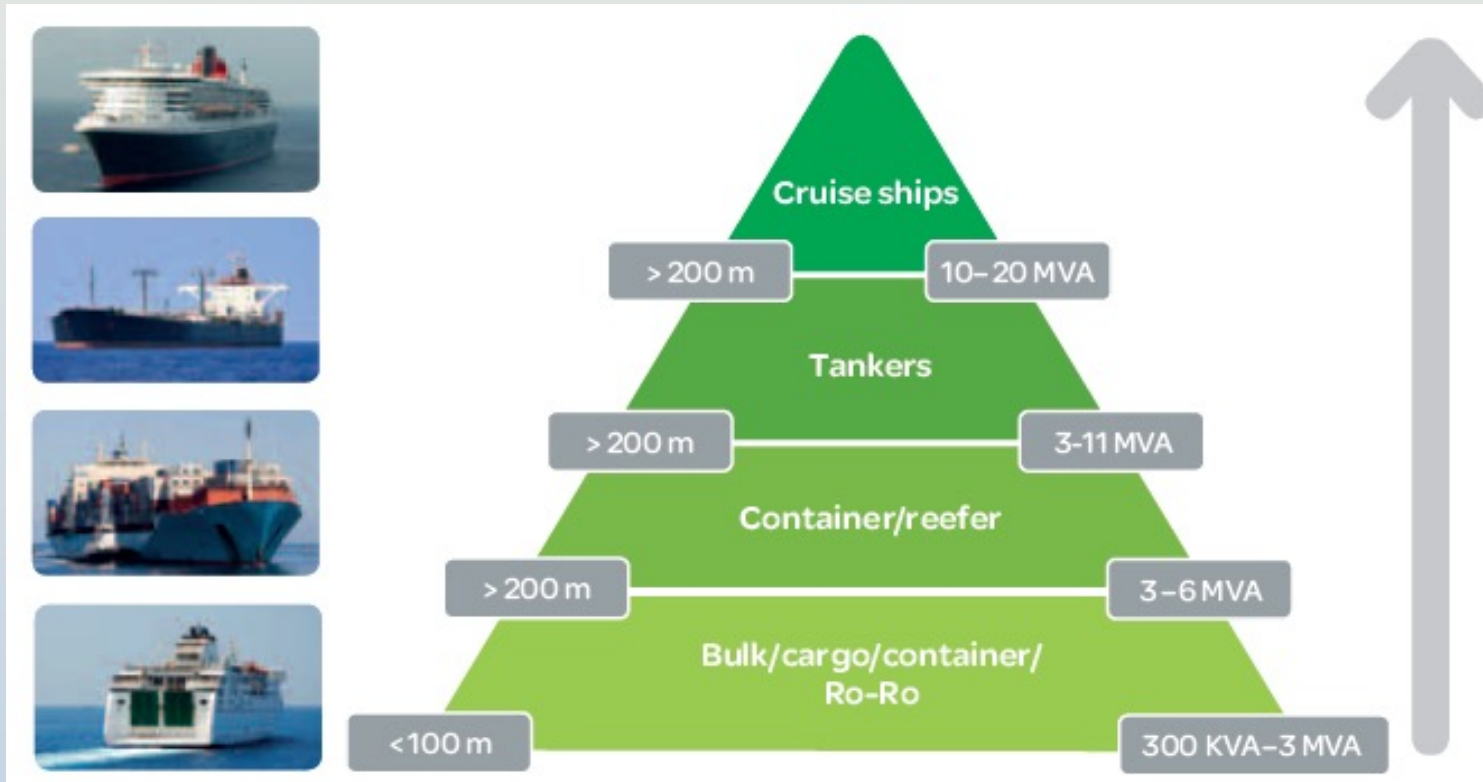 Cruise ships
> 200 m
10–20 MVA
Tankers
> 200 m
3-11 MVA
Container/reefer
> 200 m
3–6 MVA
Bulk/cargo/container/
Ro-Ro
<100 m
300 KVA–3 MVA